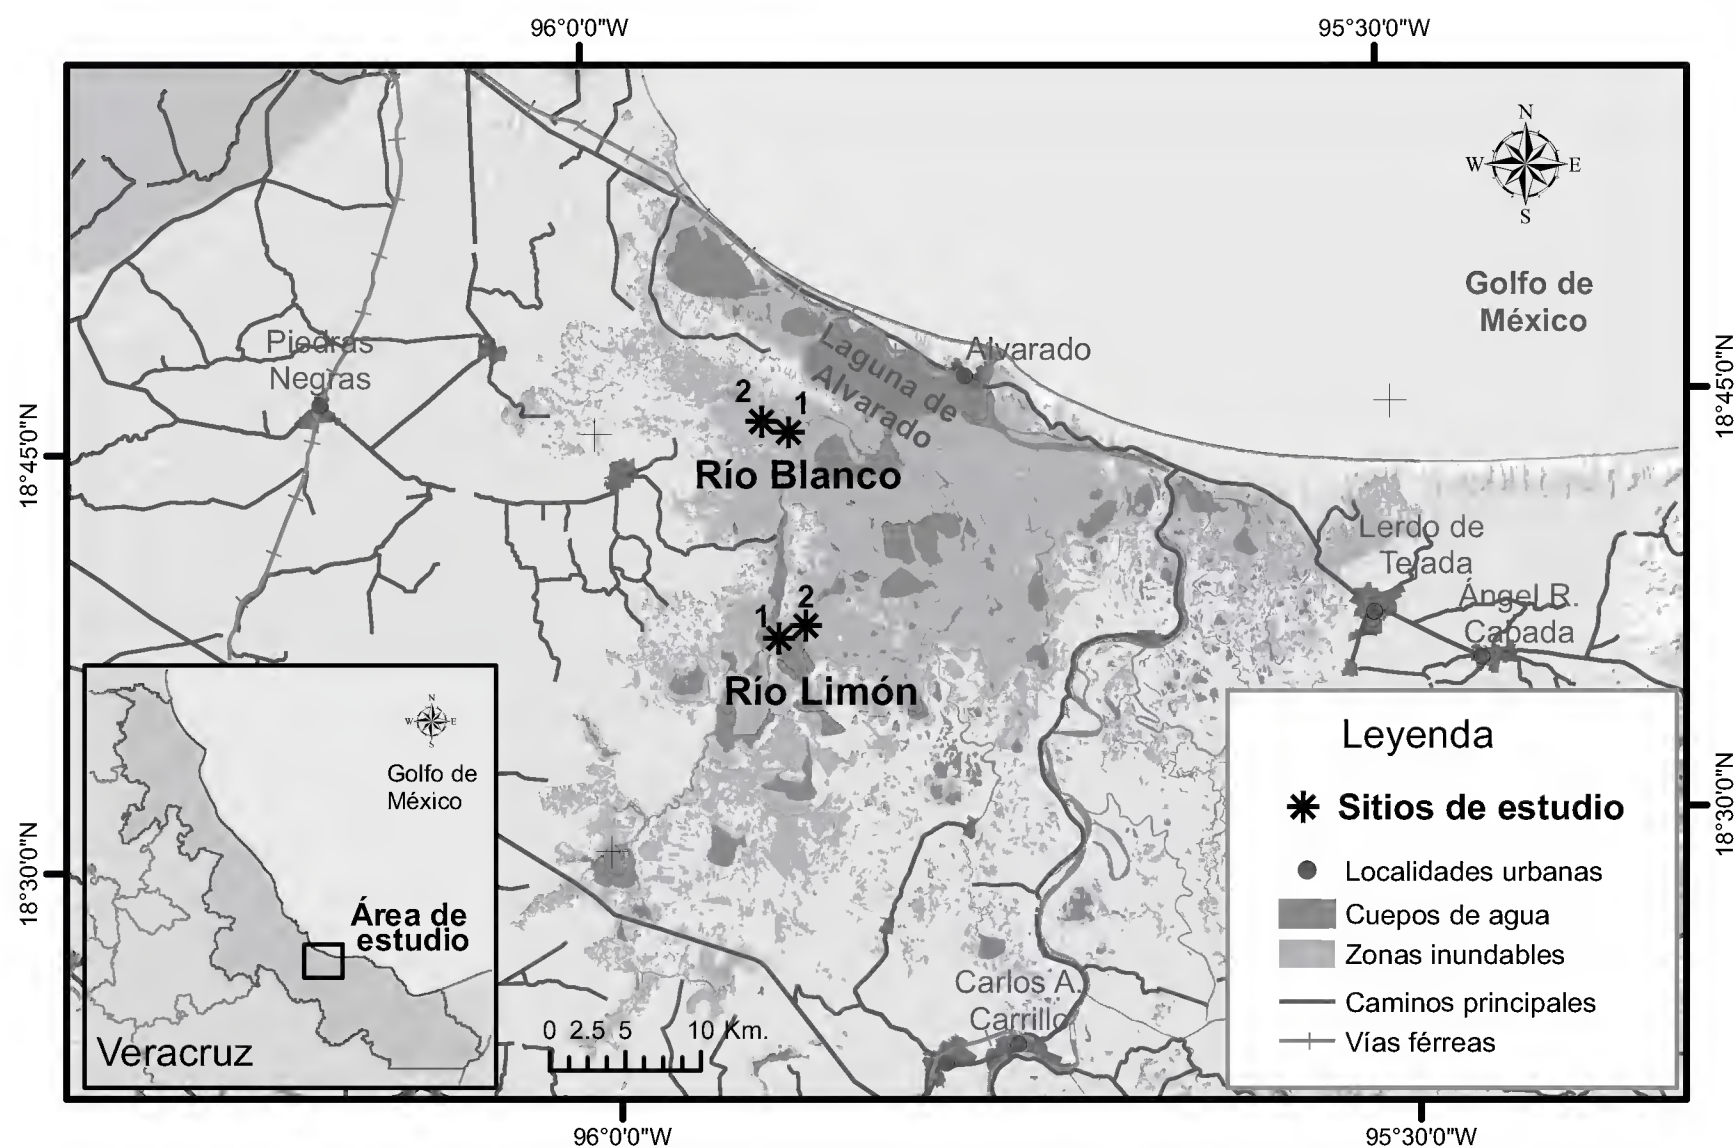 96°0'0"W
95°30'0"W
N
W E
S
Golfo de
México
Piedras
Negras
Laguna de
Alvarado
Alvarado
2
1
Río Blanco
18°45'0"N
18°45'0"N
Lerdo de
Tejada
Ángel R.
Cabada
1
2
Río Limón
N
W E
S
Golfo de
México
Área de
estudio
Veracruz
Leyenda
Sitios de estudio
Localidades urbanas
Cuepos de agua
Zonas inundables
Caminos principales
Vías férreas
18°30'0"N
18°30'0"N
Carlos A.
Carrillo
0 2.5 5 10 Km.
96°0'0"W
95°30'0"W